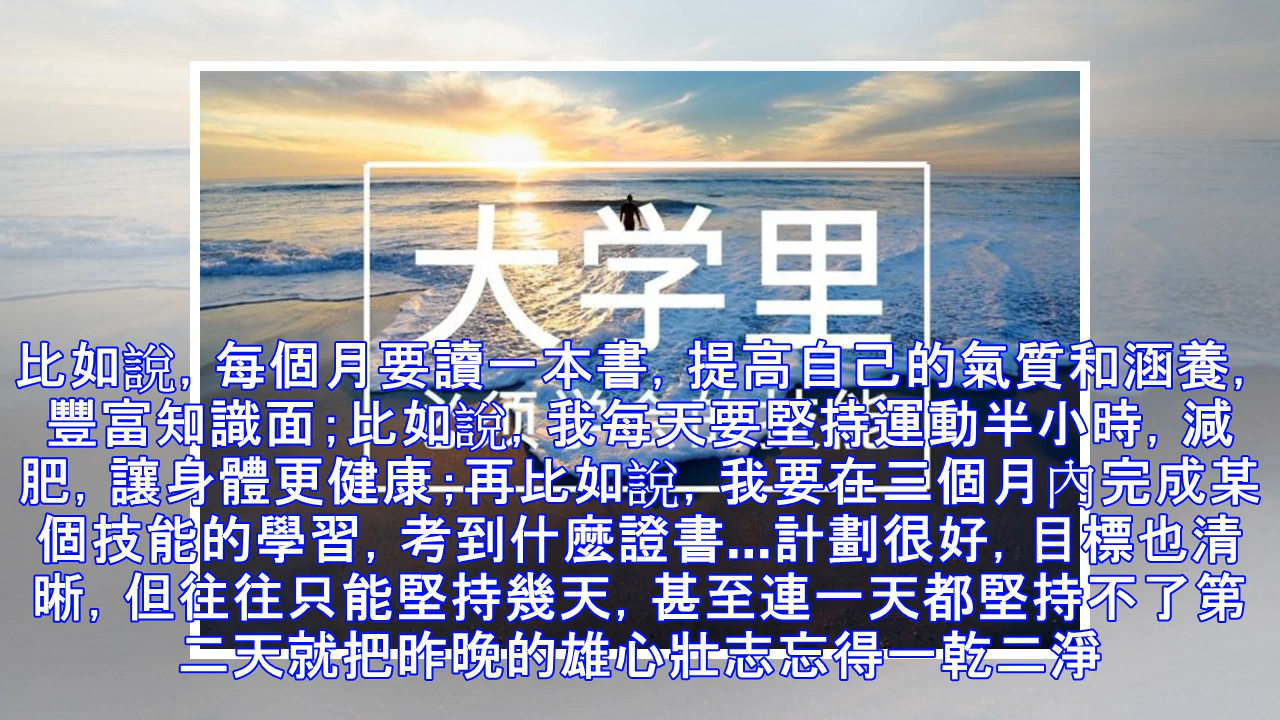 大学里
比如說, 每個月要讀一本書, 提高自己的氣質和涵養,
豐富知識面;比如說, 我每天要堅持運動半小時, 減
肥, 讓身體更健康;再比如說, 我要在三個月內完成某
個技能的學習, 考到什麼證書...計劃很好, 目標也清
晰, 但往往只能堅持幾天, 甚至連一天都堅持不了第
二天就把昨晚的雄心壯志忘得一乾二淨